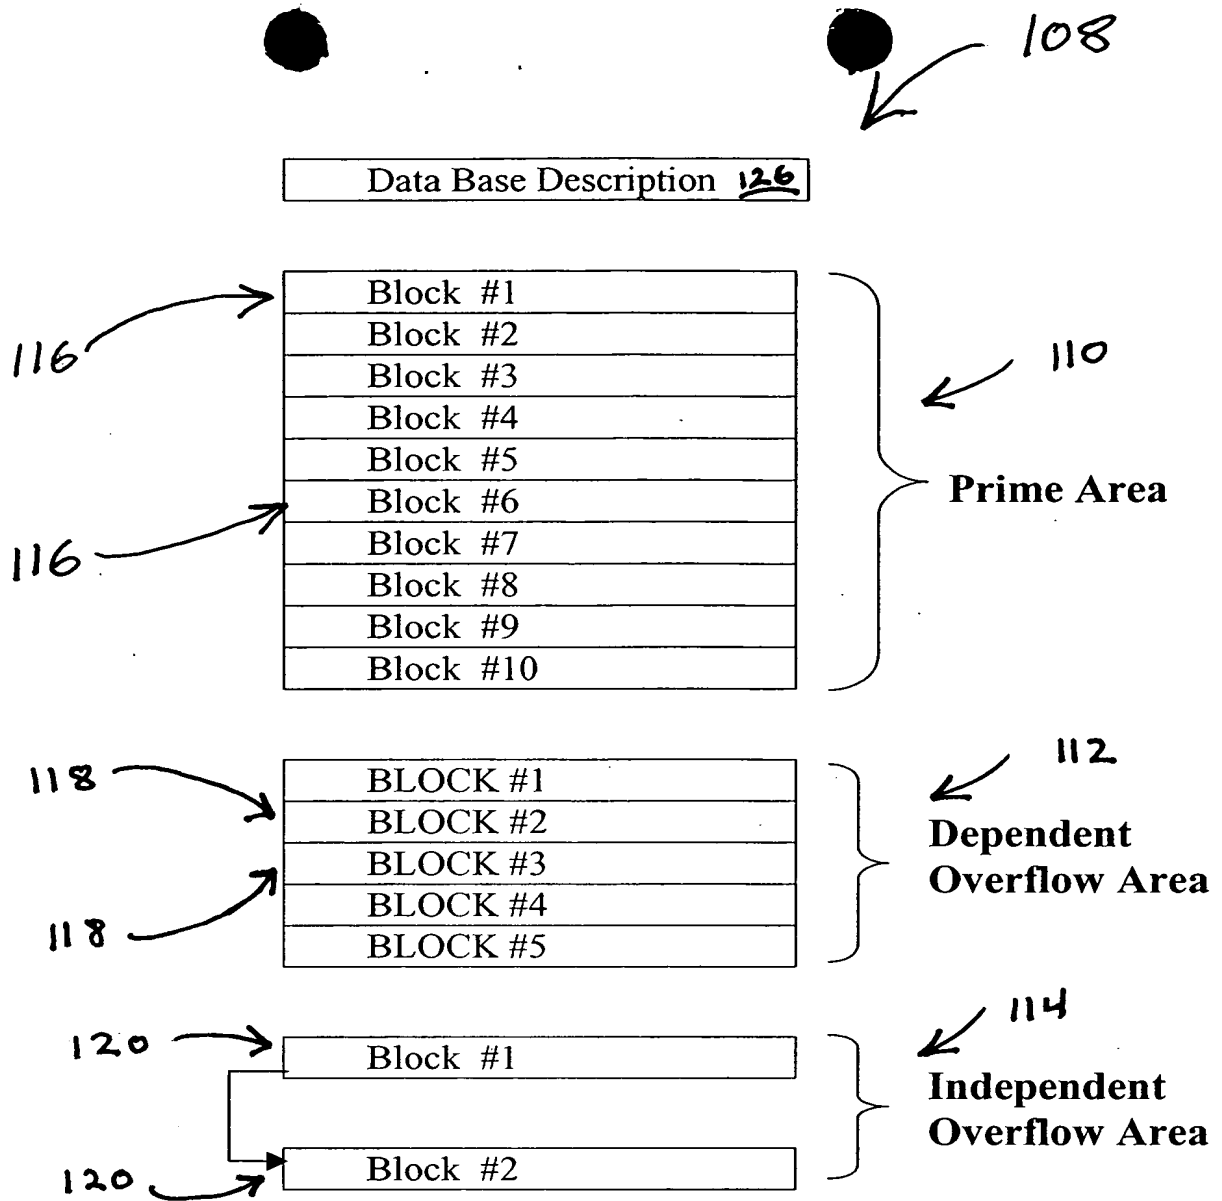 108
Data Base Description 126
Block #1
116
Block #2
110
Block #3
Block #4
Block #5
Prime Area
Block #6
116
Block #7
Block #8
Block #9
Block #10
112
118
BLOCK #1
BLOCK #2
Dependent
Overflow Area
BLOCK #3
BLOCK #4
118
BLOCK #5
114
120
Block #1
Independent
Overflow Area
Block #2
120